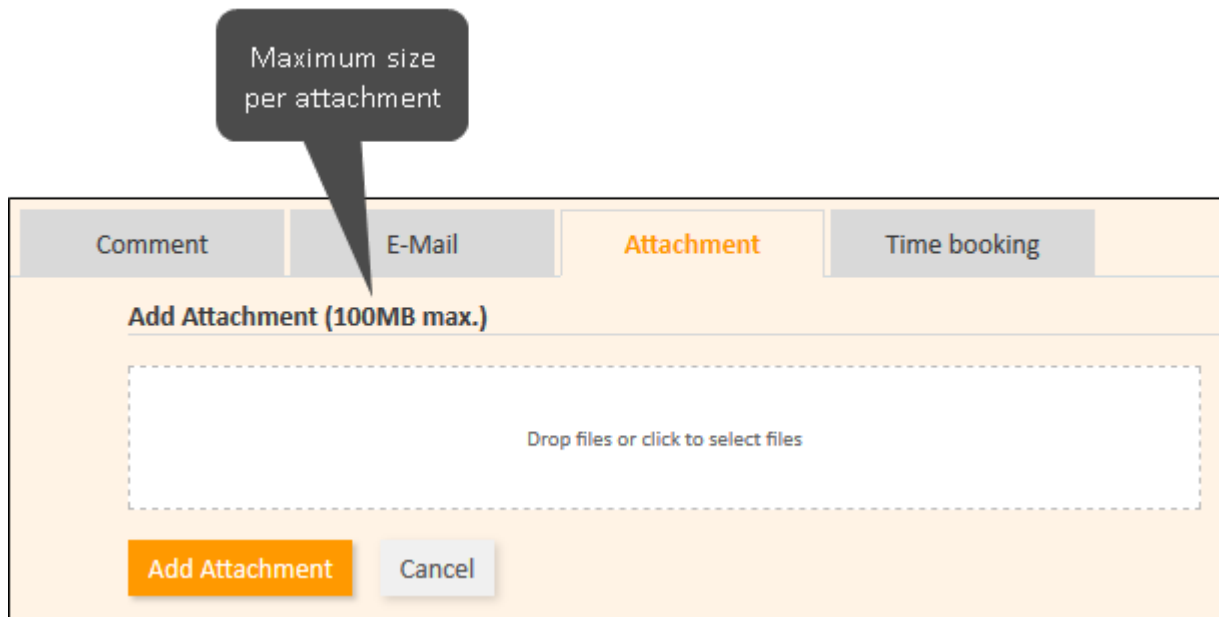 Maximum size
per attachment
Comment
E-Mail
Attachment
Time booking
Add Attachment (100MB max.)
Drop files or click to select files
Add Attachment
Cancel